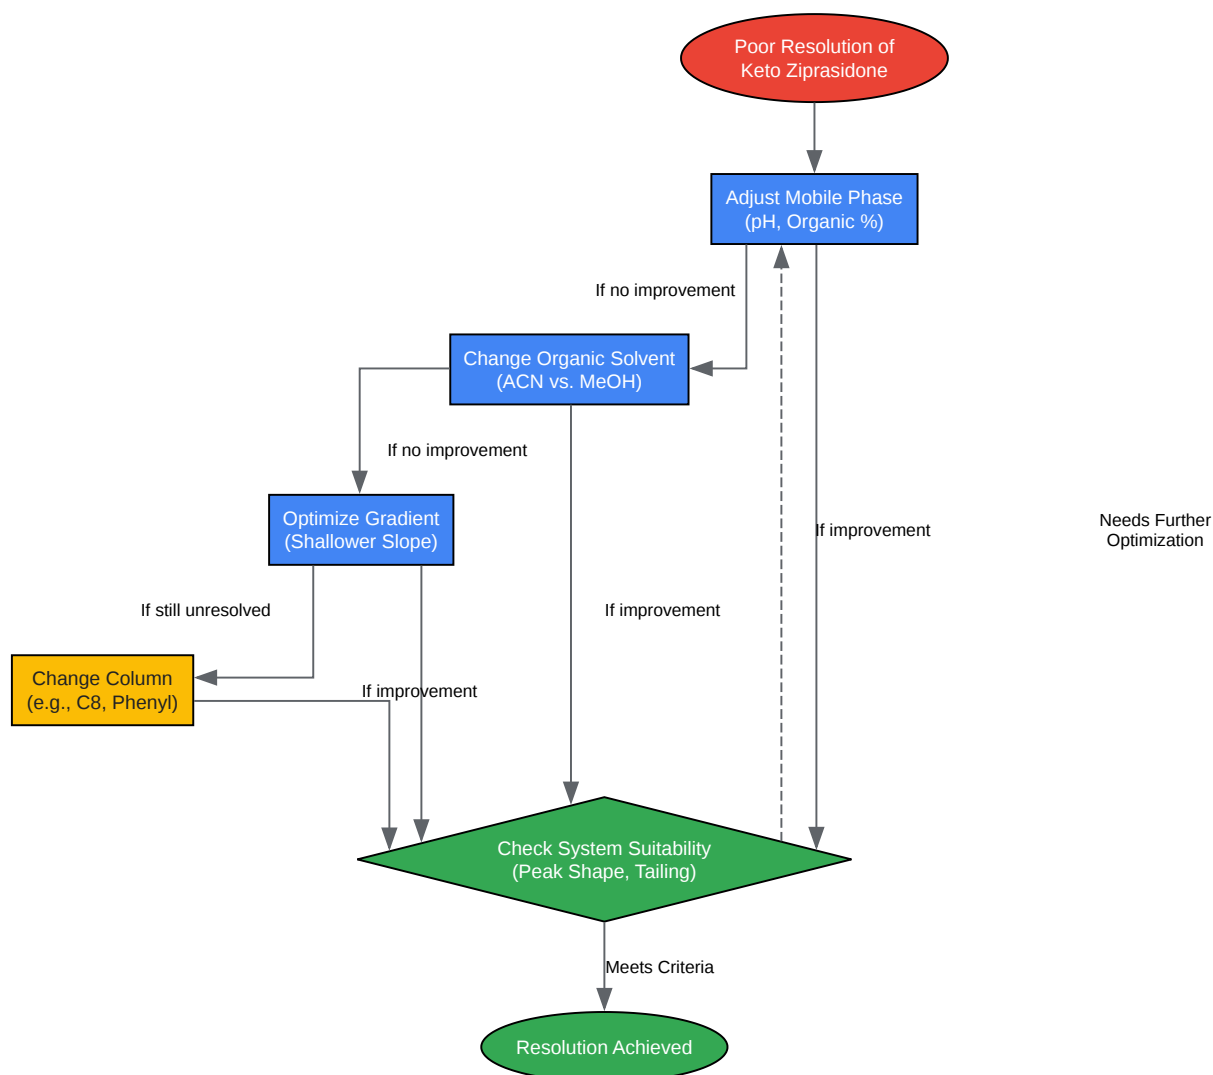 Poor Resolution of
Keto Ziprasidone
Adjust Mobile Phase
(pH, Organic %)
If no improvement
Change Organic Solvent
(ACN vs. MeOH)
If no improvement
Optimize Gradient
(Shallower Slope)
If improvement
Needs Further
Optimization
If still unresolved
If improvement
Change Column
(e.g., C8, Phenyl)
If improvement
Check System Suitability
(Peak Shape, Tailing)
Meets Criteria
Resolution Achieved